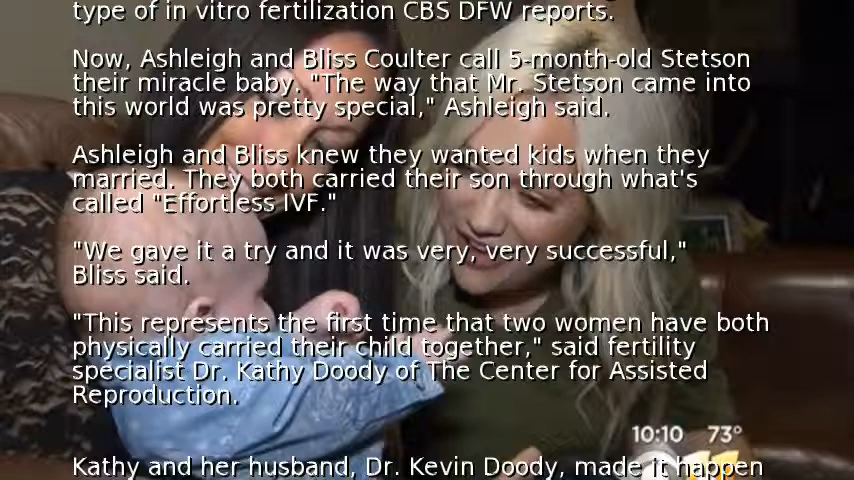 type of in vitro fertilization CBS DFW reports.
Now, Ashleigh and Bliss Coulter call 5-month-old Stetson
their miracle baby. "The way that Mr. Stetson came into
this world was pretty special," Ashleigh said.
Ashleigh and Bliss knew they wanted kids when they
married. They both carried their son through what's
called "Effortless IVF."
"We gave it a try and it was very, very successful,"
Bliss said.
"This represents the first time that two women have both
physically carried their child together," said fertility
specialist Dr. Kathy Doody of The Center for Assisted
Reproduction.
10:10 73°
Kathy and her husband, Dr. Kevin Doody, made it happen